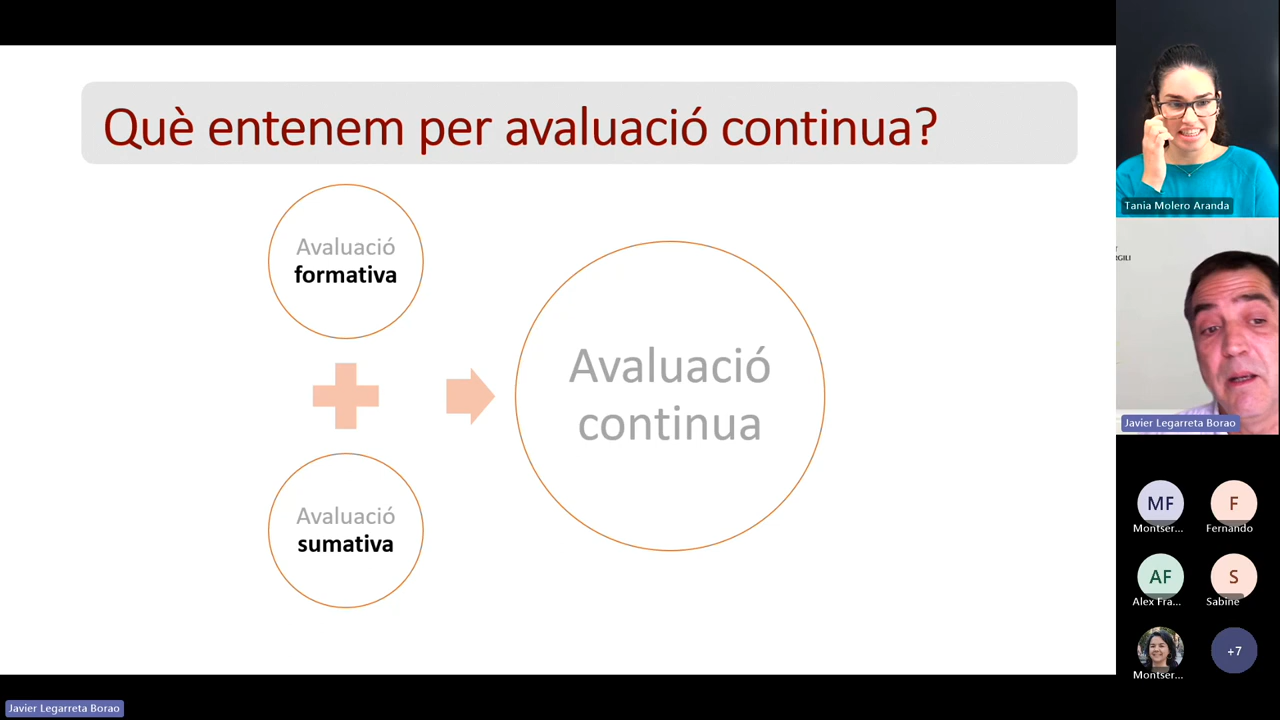 Què entenem per avaluació continua?
Avaluació
formativa
Avaluació
sumativa
Avaluació
continua
Tania Molero Aranda
Javier Legarreta Borao
MF
Montser...
F
Fernando
AF
Alex Fra...
S
Sabine
Montser...
+7
Javier Legarreta Borao